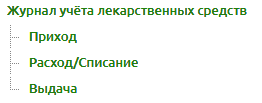 Журнал учёта лекарственных средств
Приход
Расход/Списание
Выдача